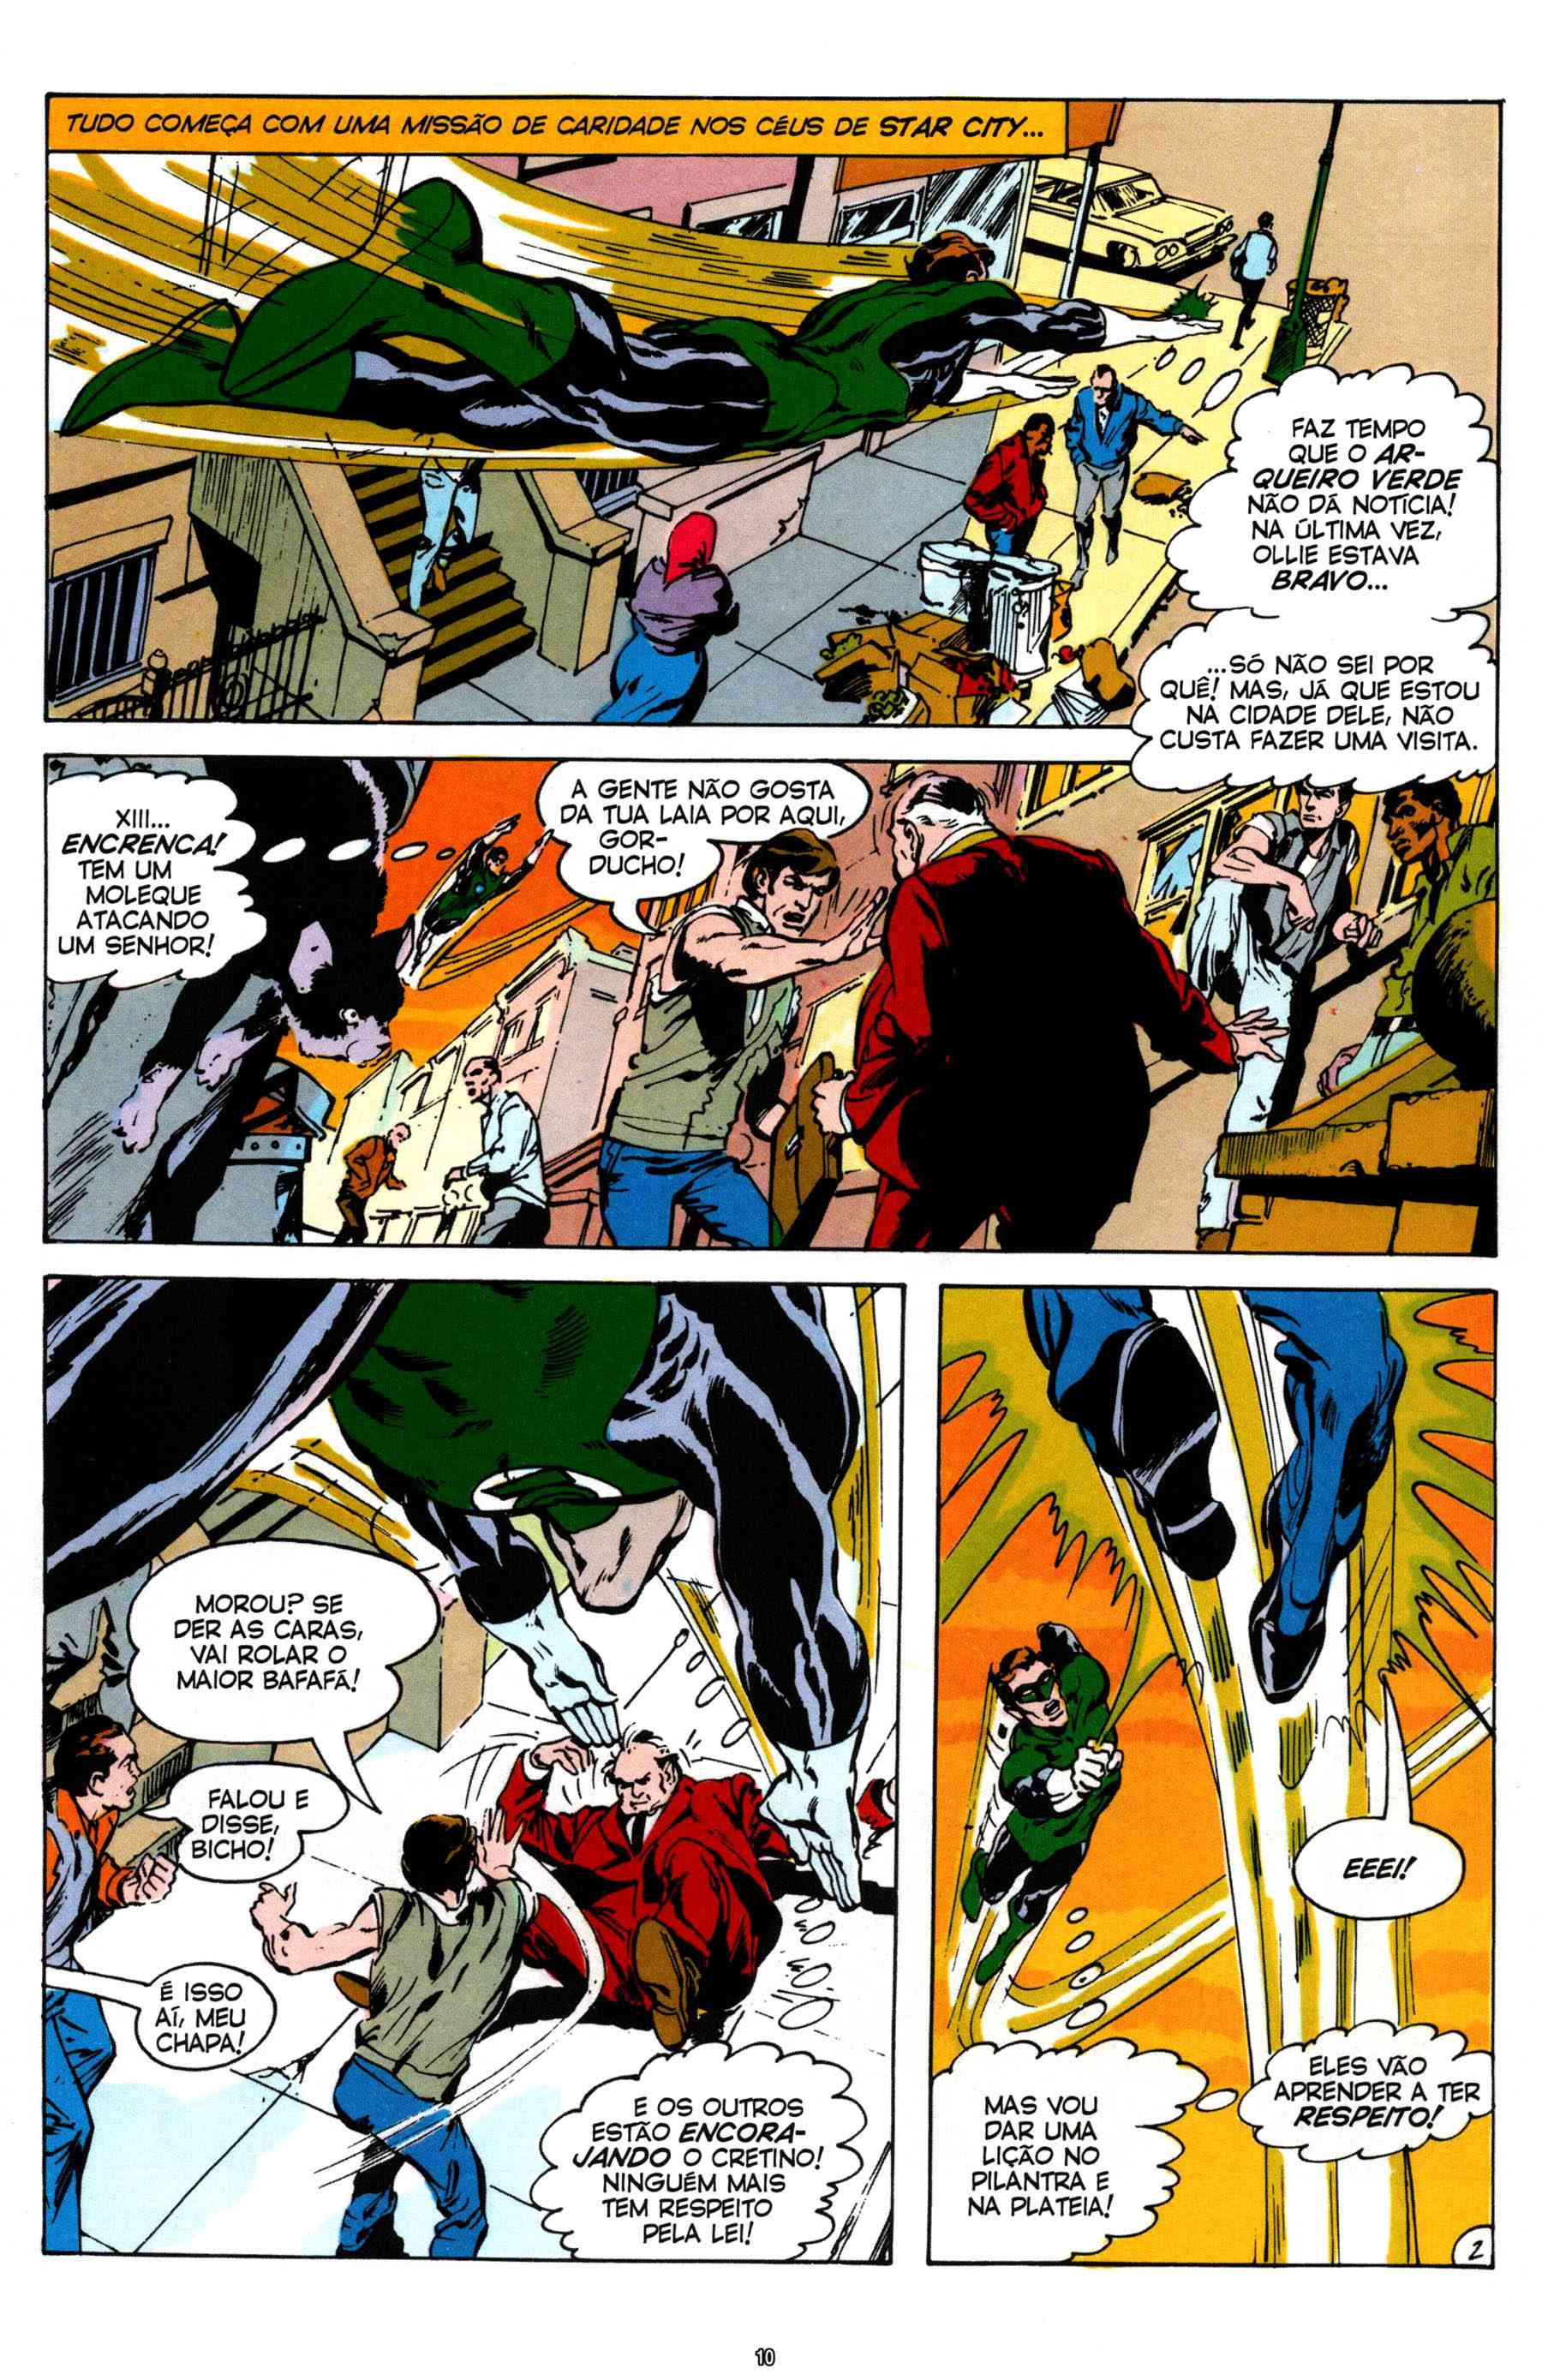 TUDO COMEÇA COM UMA MISSÃO DE CARIDADE NOS CÉUS DE STAR CITY...
FAZ TEMPO
QUE O AR-
QUEIRO VERDE
NÃO DÁ NOTÍCIA!
NA ÚLTIMA VEZ,
OLLIE ESTAVA
BRAVO...
...SÓ NÃO SEI POR
QUÊ! MAS, JÁ QUE ESTOU
NA CIDADE DELE, NÃO
CUSTA FAZER UMA VISITA.
XIII...
ENCRENCA!
TEM UM
MOLEQUE
ATACANDO
UM SENHOR!
A GENTE NÃO GOSTA
DA TUA LAIA POR AQUI,
GOR-
DUCHO!
MOROU? SE
DER AS CARAS,
VAI ROLAR O
MAIOR BAFAFÁ!
FALOU E
DISSE,
BICHO!
É ISSO
AÍ, MEU
CHAPA!
E OS OUTROS
ESTÃO ENCORA-
JANDO O CRETINO!
NINGUÉM MAIS
TEM RESPEITO
PELA LEI!
EEEI!
MAS VOU
DAR UMA
LIÇÃO NO
PILANTRA E
NA PLATEIA!
ELES VÃO
APRENDER A TER
RESPEITO!
2
10